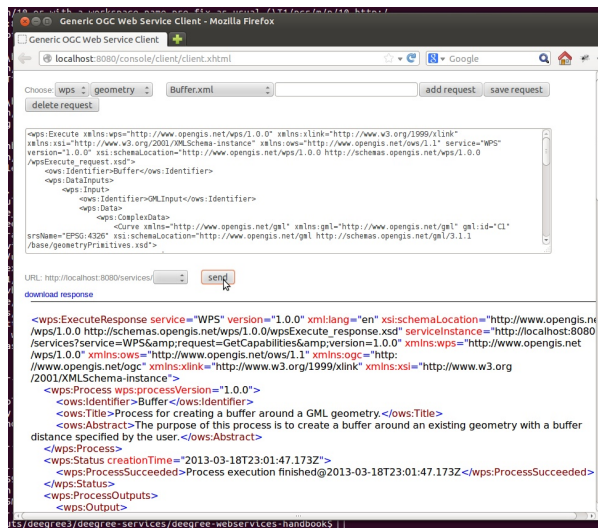 Generic OGC Web Service Client - Mozilla Firefox
Generic OGC Web Service Client
localhost:8080/console/client/client.xhtml
Google
Choose: wps geometry Buffer.xml add request save request
delete request
<wps:Execute xmlns:wps="http://www.opengis.net/wps/1.0.0" xmlns:xlink="http://www.w3.org/1999/xlink"
xmlns:xsi="http://www.w3.org/2001/XMLSchema-instance" xmlns:ows="http://www.opengis.net/ows/1.1" service="WPS"
version="1.0.0" xsi:schemaLocation="http://www.opengis.net/wps/1.0.0 http://schemas.opengis.net/wps/1.0.0
/wpsExecute_request.xsd">
<ows:Identifier>Buffer</ows:Identifier>
<wps:DataInputs>
<wps:Input>
<ows:Identifier>GMLInput</ows:Identifier>
<wps:Data>
<wps:ComplexData>
<Curve xmlns="http://www.opengis.net/gml" xmlns:gml="http://www.opengis.net/gml" gml:id="C1"
srsName="EPSG:4326" xsi:schemaLocation="http://www.opengis.net/gml http://schemas.opengis.net/gml/3.1.1
/base/geometryPrimitives.xsd">
URL: http://localhost:8080/services/ send
download response
<wps:ExecuteResponse service="WPS" version="1.0.0" xml:lang="en" xsi:schemaLocation="http://www.opengis.ne
/wps/1.0.0 http://schemas.opengis.net/wps/1.0.0/wpsExecute_response.xsd" serviceInstance="http://localhost:8080
/services?service=WPS&amp;request=GetCapabilities&amp;version=1.0.0" xmlns:wps="http://www.opengis.net
/wps/1.0.0" xmlns:ows="http://www.opengis.net/ows/1.1" xmlns:ogc="http:
//www.opengis.net/ogc" xmlns:xlink="http://www.w3.org/1999/xlink" xmlns:xsi="http://www.w3.org
/2001/XMLSchema-instance">
<wps:Process wps:processVersion="1.0.0">
<ows:Identifier>Buffer</ows:Identifier>
<ows:Title>Process for creating a buffer around a GML geometry.</ows:Title>
<ows:Abstract>The purpose of this process is to create a buffer around an existing geometry with a buffer
distance specified by the user.</ows:Abstract>
</wps:Process>
<wps:Status creationTime="2013-03-18T23:01:47.173Z">
<wps:ProcessSucceeded>Process execution finished@2013-03-18T23:01:47.173Z</wps:ProcessSucceeded>
</wps:Status>
<wps:ProcessOutputs>
<wps:Output>
uts/deegree3/deegree-services/deegree-webservices-handbook$